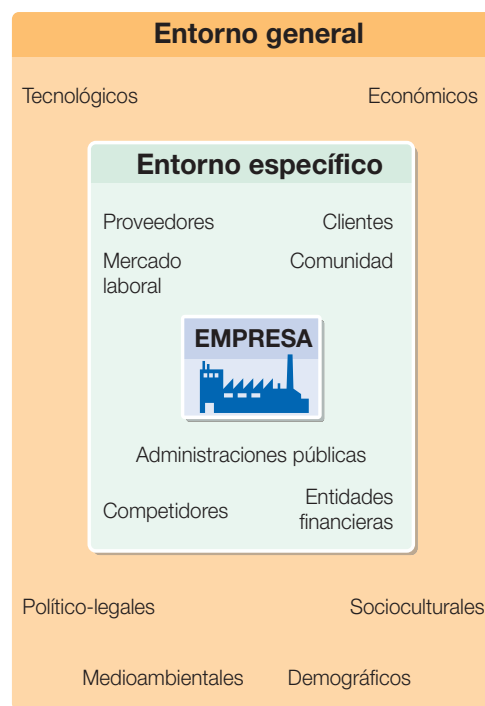 Entorno general
Tecnológicos
Económicos
Entorno específico
Proveedores
Clientes
Mercado
laboral
Comunidad
EMPRESA
Administraciones públicas
Competidores
Entidades
financieras
Político-legales
Socioculturales
Medioambientales
Demográficos